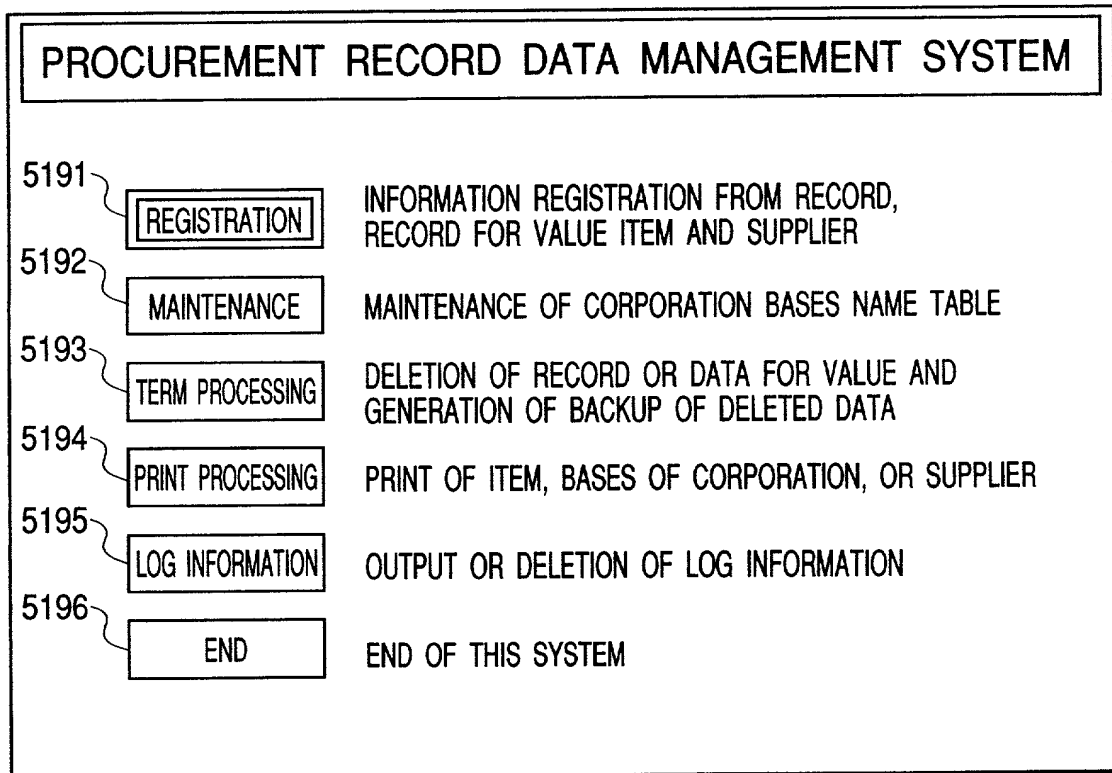 PROCUREMENT RECORD DATA MANAGEMENT SYSTEM
5191
REGISTRATION
INFORMATION REGISTRATION FROM RECORD,
RECORD FOR VALUE ITEM AND SUPPLIER
5192
MAINTENANCE
MAINTENANCE OF CORPORATION BASES NAME TABLE
5193
TERM PROCESSING
DELETION OF RECORD OR DATA FOR VALUE AND
GENERATION OF BACKUP OF DELETED DATA
5194
PRINT PROCESSING
PRINT OF ITEM, BASES OF CORPORATION, OR SUPPLIER
5195
LOG INFORMATION
OUTPUT OR DELETION OF LOG INFORMATION
5196
END
END OF THIS SYSTEM